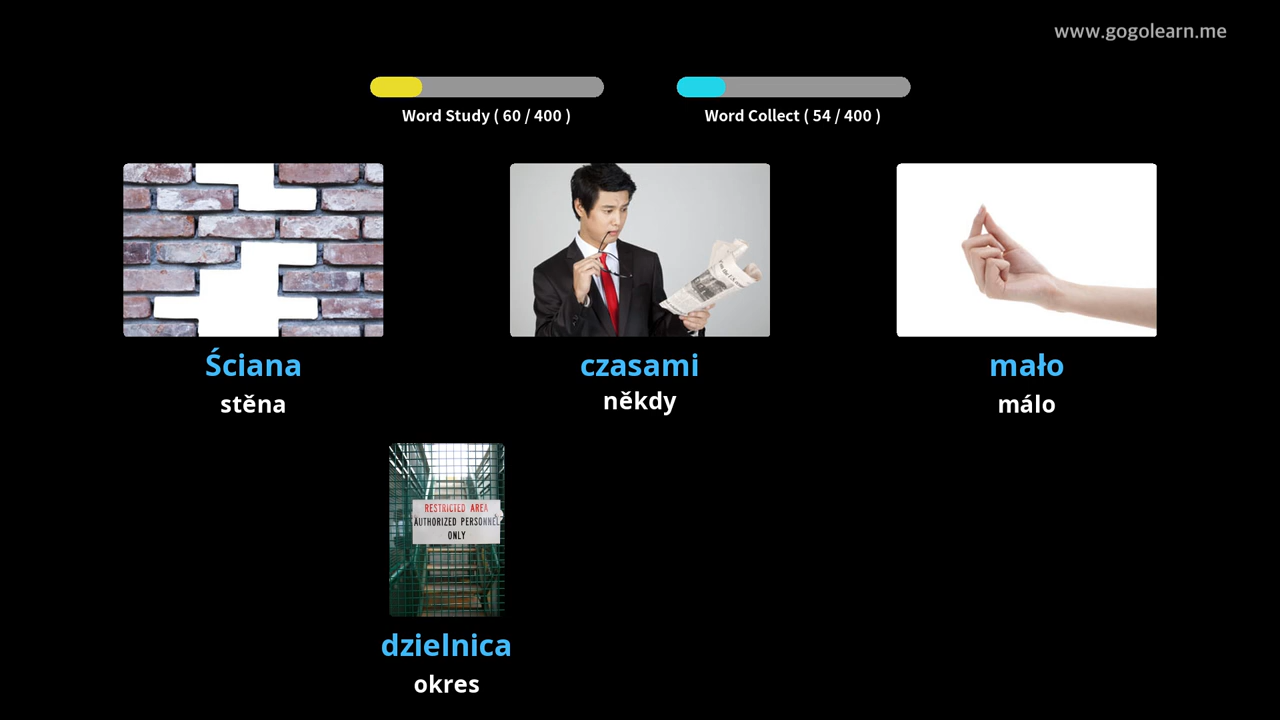 www.gogolearn.me
Word Study ( 60 / 400 )
Word Collect ( 54 / 400 )
Ściana
stěna
czasami
někdy
mało
málo
RESTRICTED AREA
AUTHORIZED PERSONNEL
ONLY
dzielnica
okres